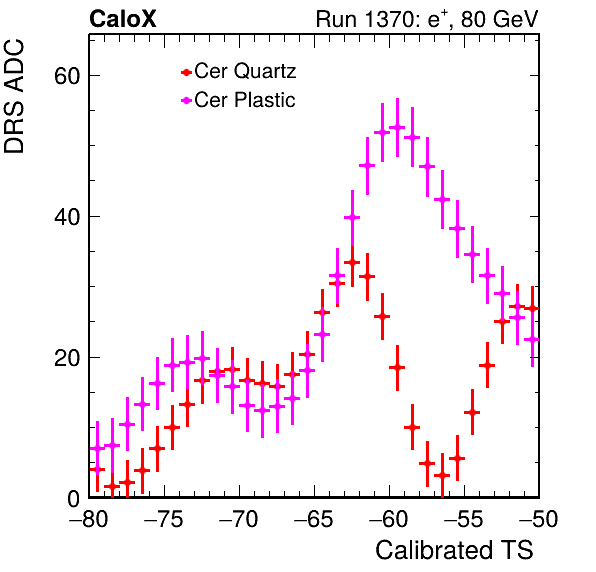 CaloX Run 1370: e⁺, 80 GeV
DRS ADC
Cer Quartz
Cer Plastic
60
40
20
0
−80 −75 −70 −65 −60 −55 −50
Calibrated TS